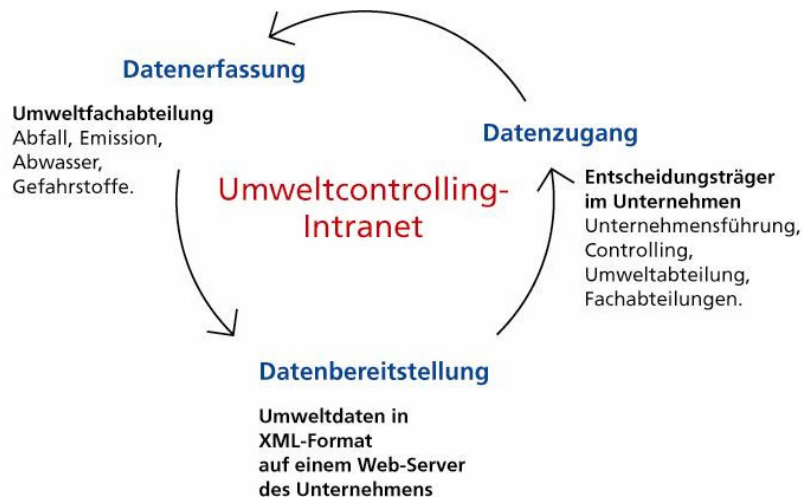 Datenerfassung
Umweltfachabteilung
Abfall, Emission,
Abwasser,
Gefahrstoffe.
Datenzugang
Entscheidungsträger
im Unternehmen
Unternehmensführung,
Controlling,
Umweltabteilung,
Fachabteilungen.
Umweltcontrolling-
Intranet
Datenbereitstellung
Umweltdaten in
XML-Format
auf einem Web-Server
des Unternehmens